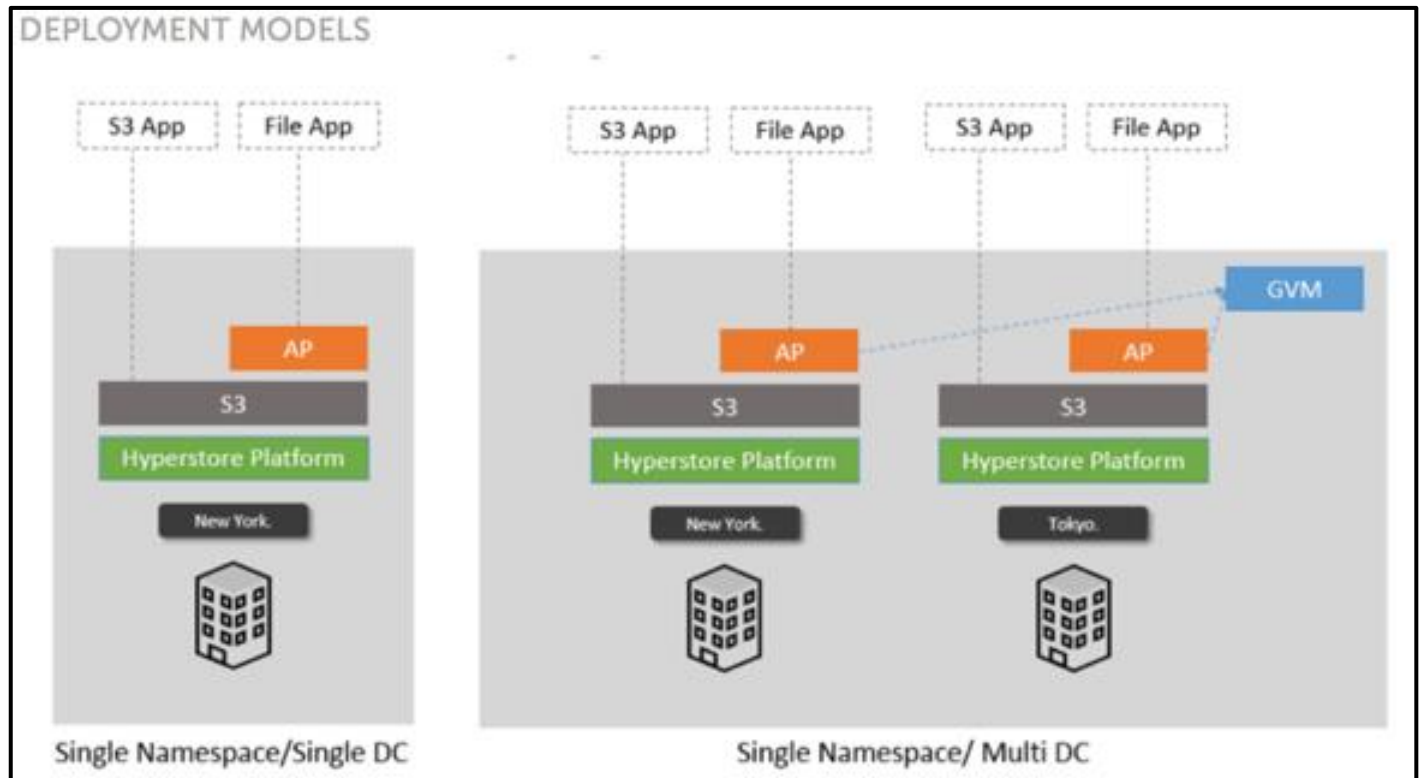 DEPLOYMENT MODELS
S3 App
File App
AP
S3
Hyperstore Platform
New York.
Single Namespace/Single DC
S3 App
File App
S3 App
File App
GVM
AP
AP
S3
S3
Hyperstore Platform
Hyperstore Platform
New York.
Tokyo.
Single Namespace/ Multi DC